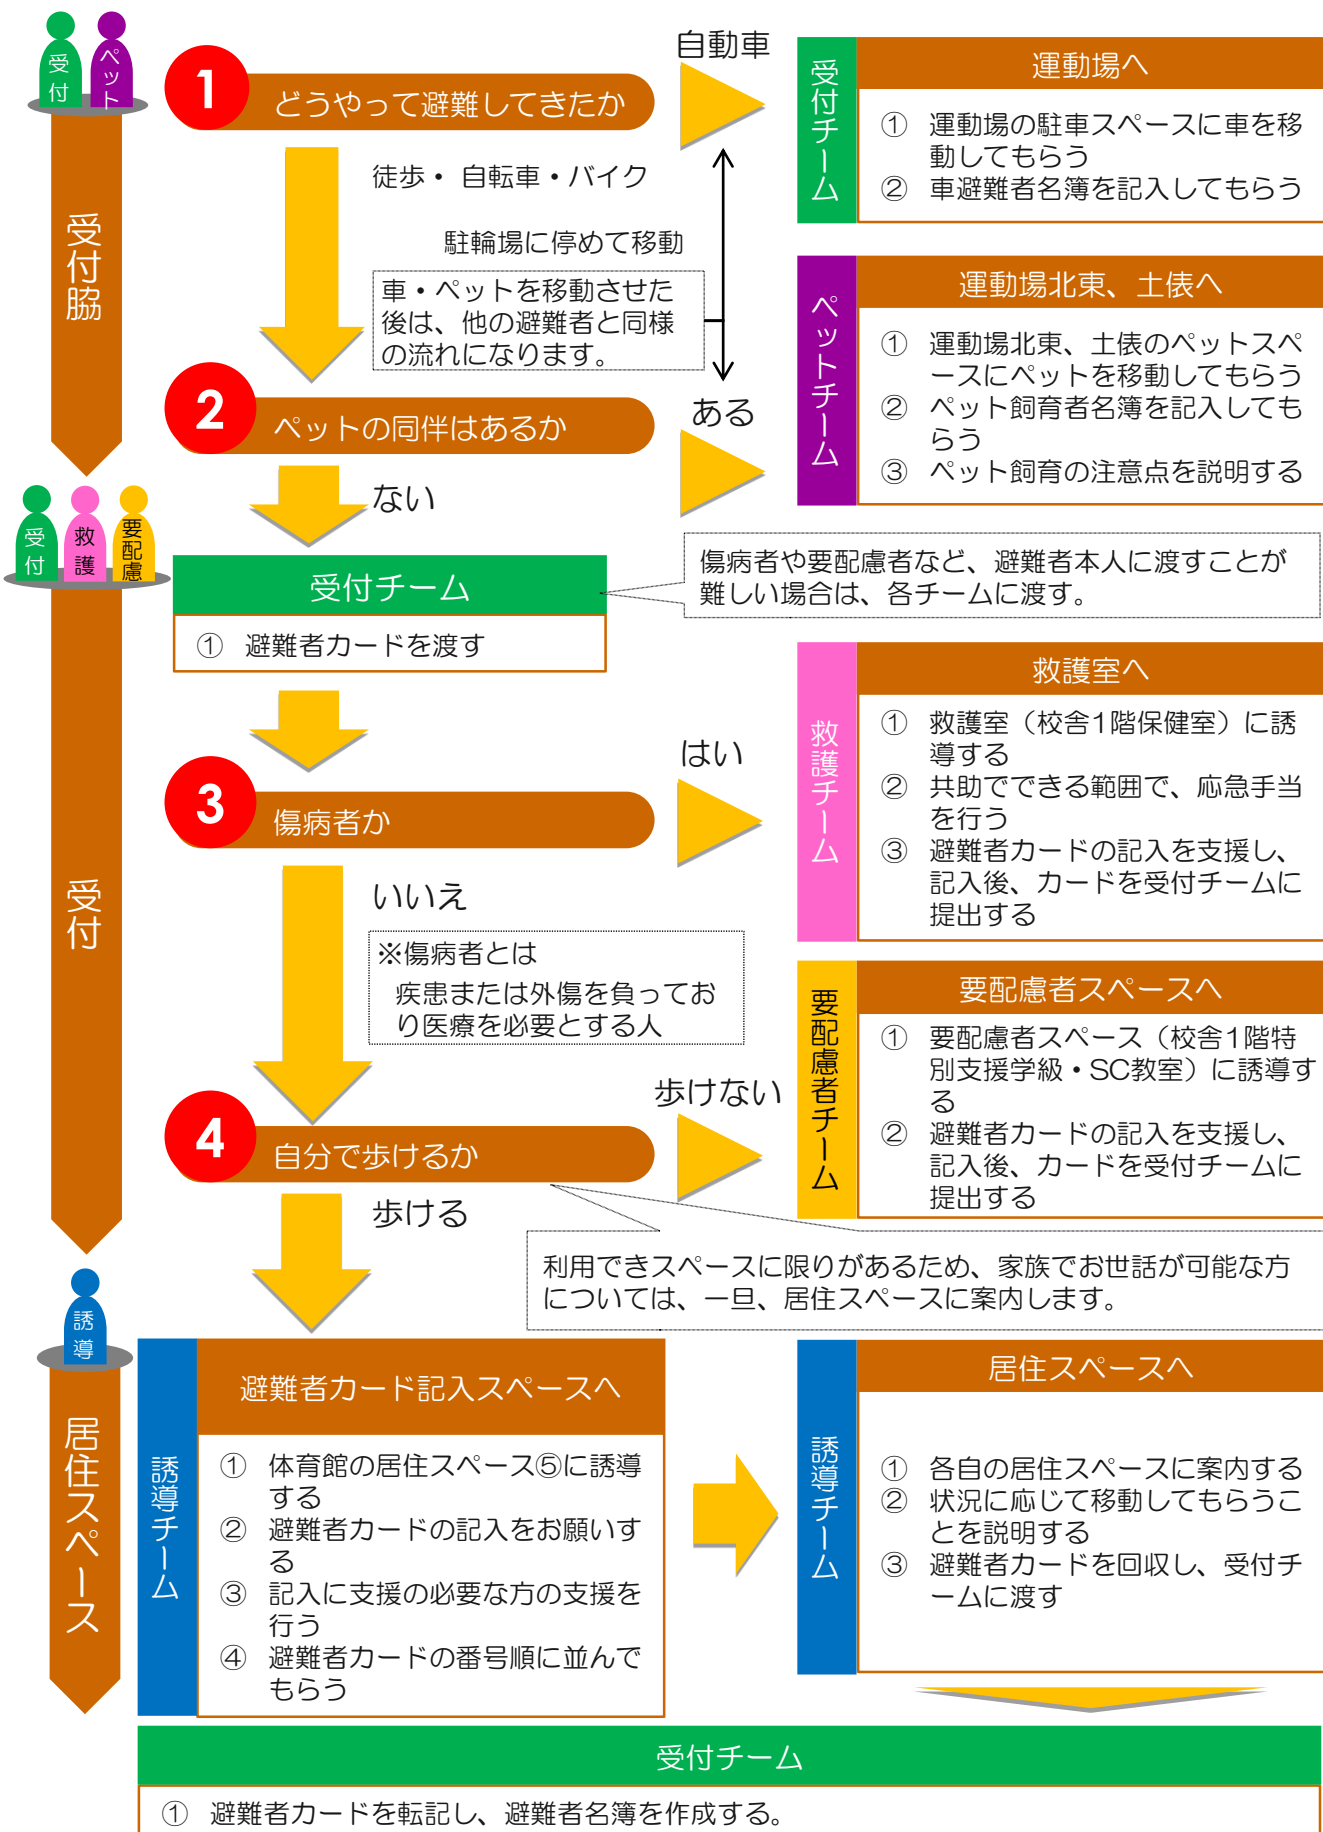 受付
ペット
受付脇
1
どうやって避難してきたか
自動車
徒歩・ 自転車・バイク
駐輪場に停めて移動
車・ペットを移動させた
後は、他の避難者と同様
の流れになります。
受付チーム
運動場へ
① 運動場の駐車スペースに車を移
動してもらう
② 車避難者名簿を記入してもらう
2
ペットの同伴はあるか
ある
ない
ペットチーム
運動場北東、土俵へ
① 運動場北東、土俵のペットスペ
ースにペットを移動してもらう
② ペット飼育者名簿を記入しても
らう
③ ペット飼育の注意点を説明する
受付
救護
要配慮
受付
受付チーム
① 避難者カードを渡す
傷病者や要配慮者など、避難者本人に渡すことが
難しい場合は、各チームに渡す。
3
傷病者か
はい
いいえ
※傷病者とは
疾患または外傷を負ってお
り医療を必要とする人
救護チーム
救護室へ
① 救護室（校舎1階保健室）に誘
導する
② 共助でできる範囲で、応急手当
を行う
③ 避難者カードの記入を支援し、
記入後、カードを受付チームに
提出する
4
自分で歩けるか
歩けない
歩ける
要配慮者チーム
要配慮者スペースへ
① 要配慮者スペース（校舎1階特
別支援学級・SC教室）に誘導す
る
② 避難者カードの記入を支援し、
記入後、カードを受付チームに
提出する
利用できスペースに限りがあるため、家族でお世話が可能な方
については、一旦、居住スペースに案内します。
誘導
居住スペース
誘導チーム
避難者カード記入スペースへ
① 体育館の居住スペース⑤に誘導
する
② 避難者カードの記入をお願いす
る
③ 記入に支援の必要な方の支援を
行う
④ 避難者カードの番号順に並んで
もらう
誘導チーム
居住スペースへ
① 各自の居住スペースに案内する
② 状況に応じて移動してもらうこ
とを説明する
③ 避難者カードを回収し、受付チ
ームに渡す
受付チーム
① 避難者カードを転記し、避難者名簿を作成する。